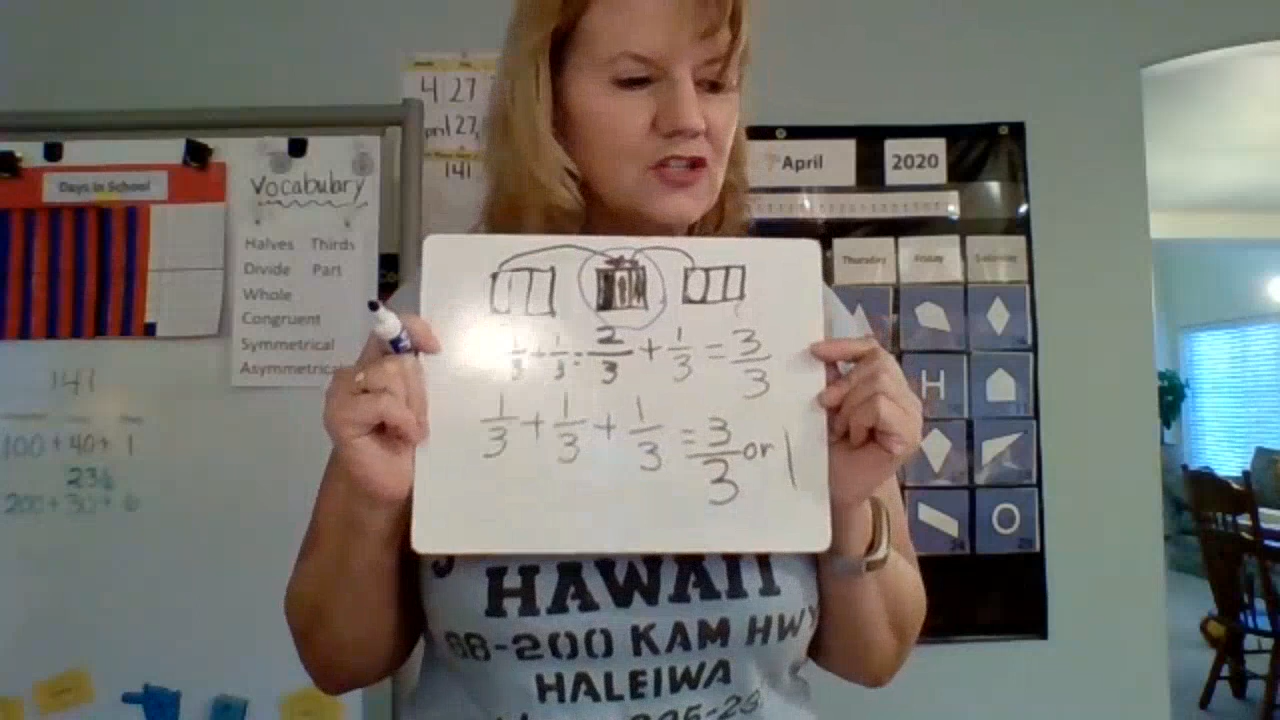 Days In School
Vocabulary
Halves Thirds
Divide Part
Whole
Congruent
Symmetrical
Asymmetrical
141
100 + 40 + 1
236
200 + 30 + 6
4 27
April 27,
141
April 2020
Thursday Friday Saturday
H
1/3 + 1/3 = 2/3 + 1/3 = 3/3
1/3 + 1/3 + 1/3 = 3/3 or 1
HAWAII
66-200 KAM HWY
HALEIWA